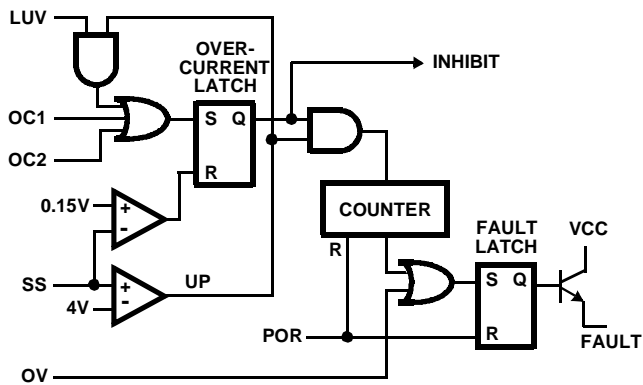 LUV
OVER-
CURRENT
LATCH
INHIBIT
OC1
S Q
OC2
R
0.15V
+
-
COUNTER
R
FAULT
LATCH
VCC
SS
+
-
UP
4V
S Q
POR
R
FAULT
OV